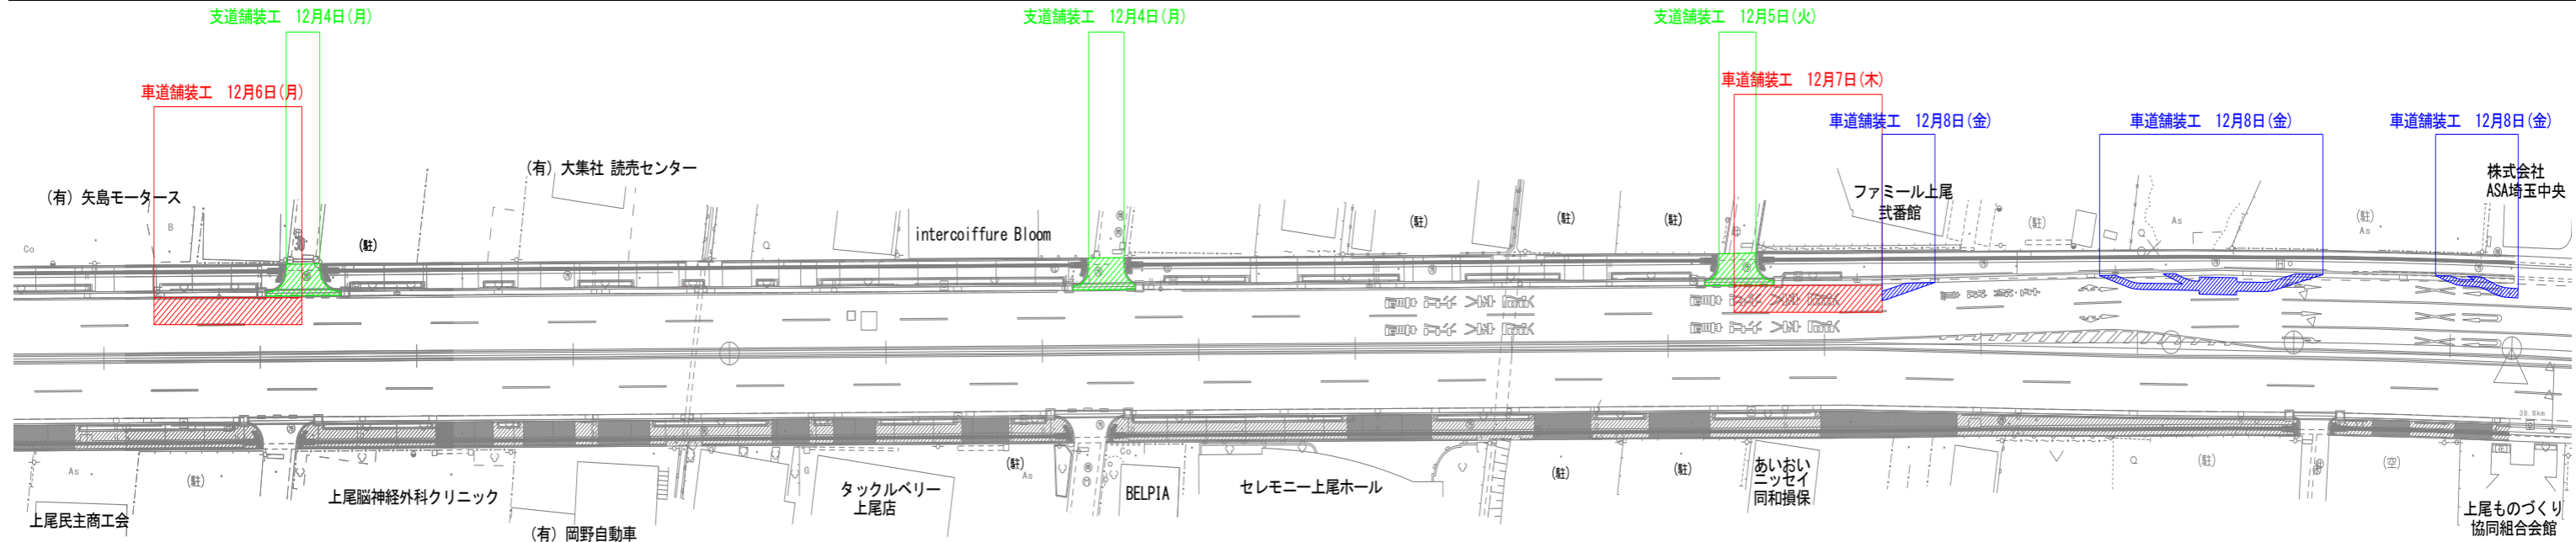 支道舗装工　12月4日(月)
支道舗装工　12月4日(月)
支道舗装工　12月5日(火)
車道舗装工　12月6日(月)
車道舗装工　12月7日(木)
車道舗装工　12月8日(金)
車道舗装工　12月8日(金)
車道舗装工　12月8日(金)
(有) 矢島モータース
(有) 大集社 読売センター
intercoiffure Bloom
ファミール上尾
弐番館
株式会社
ASA埼玉中央
B
Co
(駐)
Q
(駐)
(駐)
(駐)
(駐)
As
(駐)
As
38.8km
As
(駐)
上尾民主商工会
上尾脳神経外科クリニック
(有) 岡野自動車
G
タックルベリー
上尾店
(駐)
As
Co
BELPIA
セレモニー上尾ホール
(駐)
(駐)
あいおい
ニッセイ
同和損保
Q
(駐)
(空)
上尾ものづくり
協同組合会館